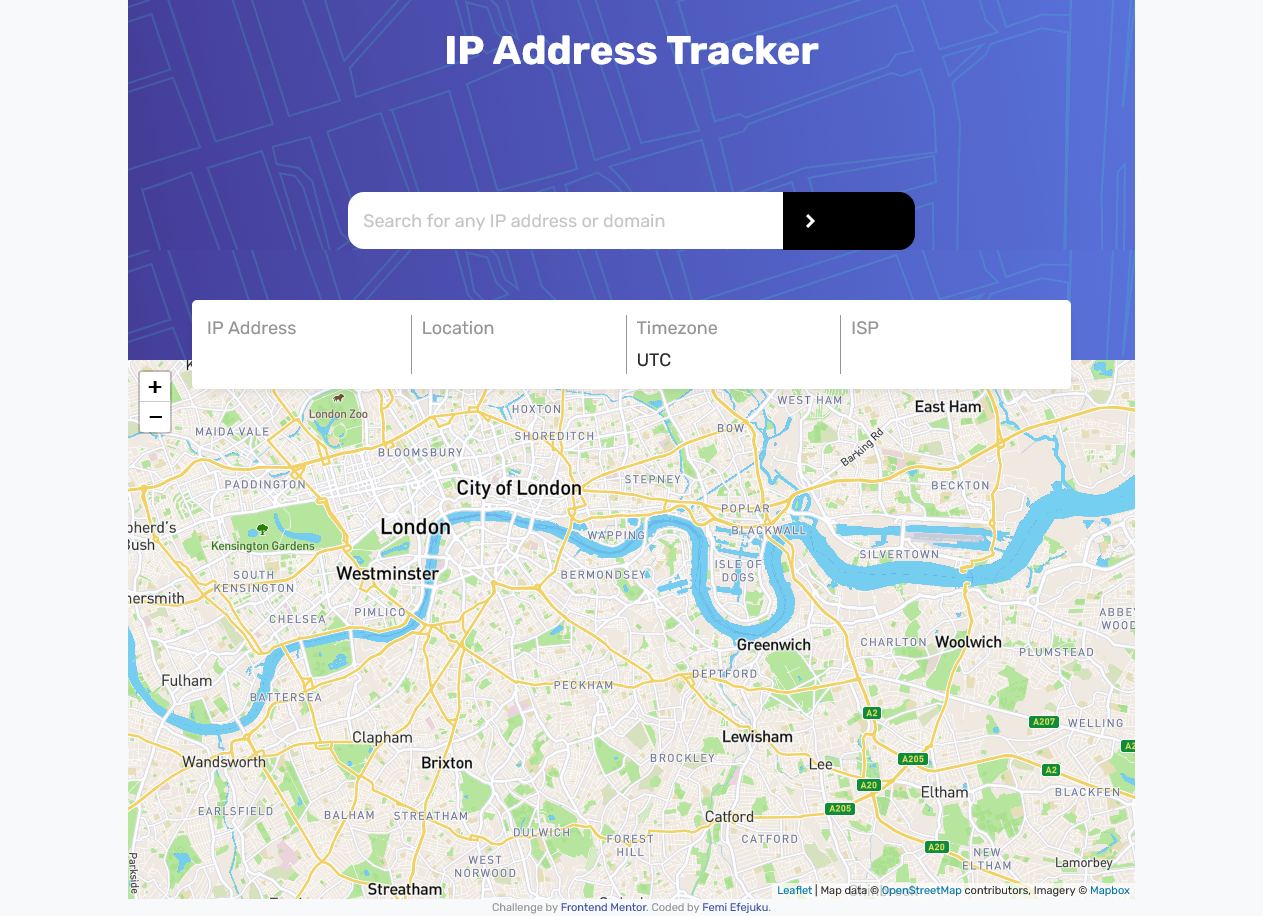 IP Address Tracker
Search for any IP address or domain
IP Address
Location
Timezone
ISP
UTC
+
−
London Zoo
HOXTON
WEST HAM
East Ham
MAIDA VALE
SHOREDITCH
BOW
Barking Rd
BLOOMSBURY
PADDINGTON
City of London
STEPNEY
BECKTON
London
POPLAR
BLACKWALL
WAPPING
Kensington Gardens
SILVERTOWN
Westminster
SOUTH
KENSINGTON
BERMONDSEY
ISLE OF
DOGS
PIMLICO
CHELSEA
Greenwich
CHARLTON
Woolwich
ABBE
WOOD
PLUMSTEAD
Fulham
BATTERSEA
PECKHAM
DEPTFORD
A2
A207
WELLING
Clapham
Lewisham
Wandsworth
Brixton
BROCKLEY
Lee
A205
A2
A20
Eltham
BLACKFEN
EARLSFIELD
BALHAM
STREATHAM
A205
Catford
DULWICH
FOREST
HILL
CATFORD
A20
NEW
ELTHAM
Parkside
WEST
NORWOOD
Lamorbey
Streatham
Leaflet | Map data © OpenStreetMap contributors, Imagery © Mapbox
Challenge by Frontend Mentor. Coded by Femi Efejuku.